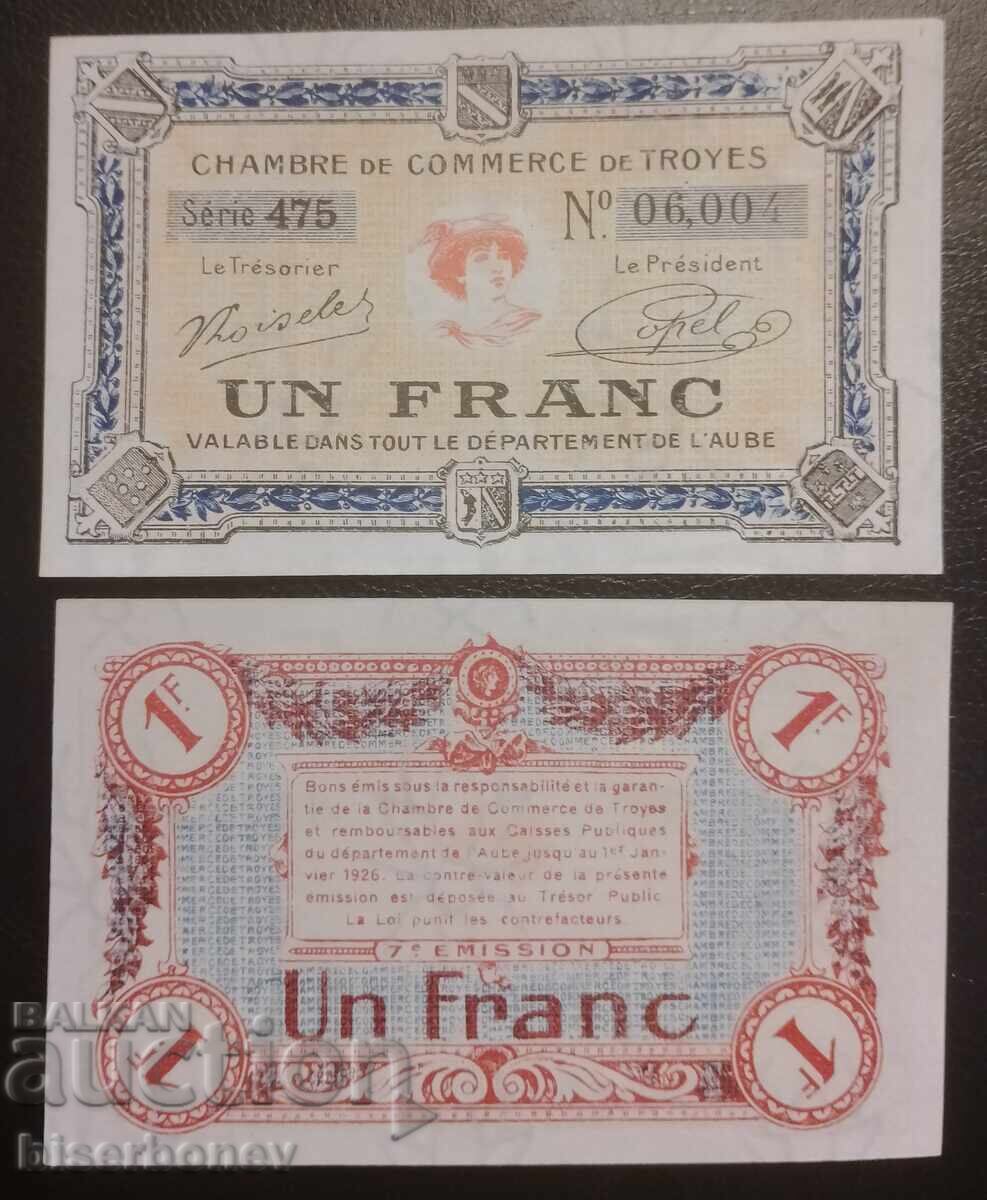 CHAMBRE DE COMMERCE DE TROYES
Série 475 Nº. 06,004
Le Trésorier Le Président
UN FRANC
VALABLE DANS TOUT LE DÉPARTEMENT DE L'AUBE
1F. 1F.
Bons émis sous la responsabilité et la garan-
tie de la Chambre de Commerce de Troyes
et remboursables aux Caisses Publiques
du département de l'Aube jusqu'au 1er Jan-
vier 1926. La contre-valeur de la présente
émission est déposée au Trésor Public
La Loi punit les contrefacteurs.
7e EMISSION
Un Franc
1F 1F
BALKAN
auction
biserbonev